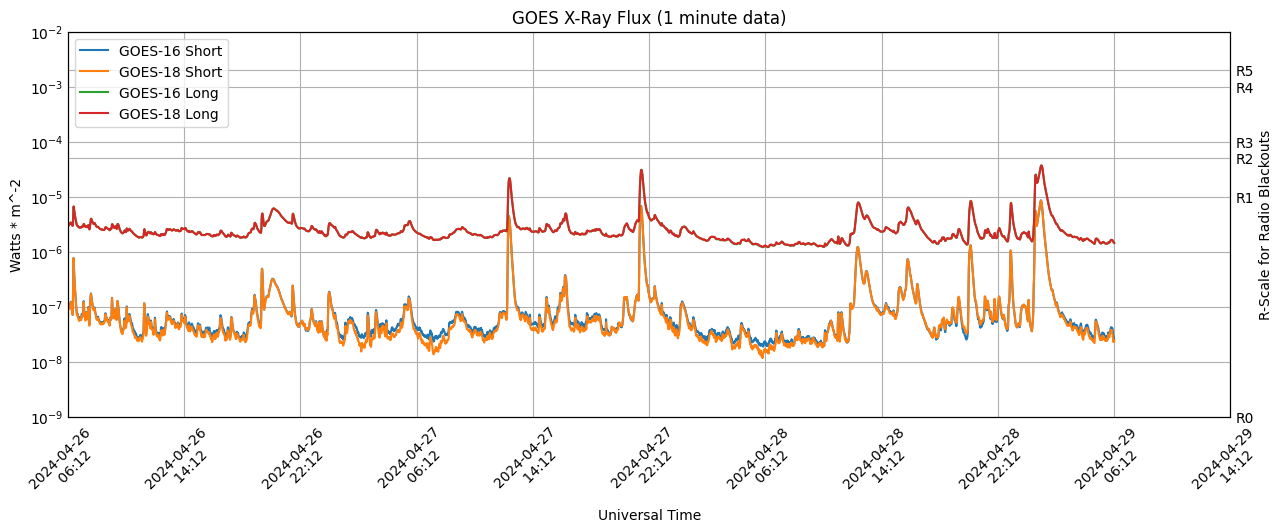 GOES X-Ray Flux (1 minute data)
GOES-16 Short
GOES-18 Short
GOES-16 Long
GOES-18 Long
Watts * m^-2
10^-2
10^-3
10^-4
10^-5
10^-6
10^-7
10^-8
10^-9
R5
R4
R3
R2
R1
R0
R-Scale for Radio Blackouts
2024-04-26
06:12
2024-04-26
14:12
2024-04-26
22:12
2024-04-27
06:12
2024-04-27
14:12
2024-04-27
22:12
2024-04-28
06:12
2024-04-28
14:12
2024-04-28
22:12
2024-04-29
06:12
2024-04-29
14:12
Universal Time